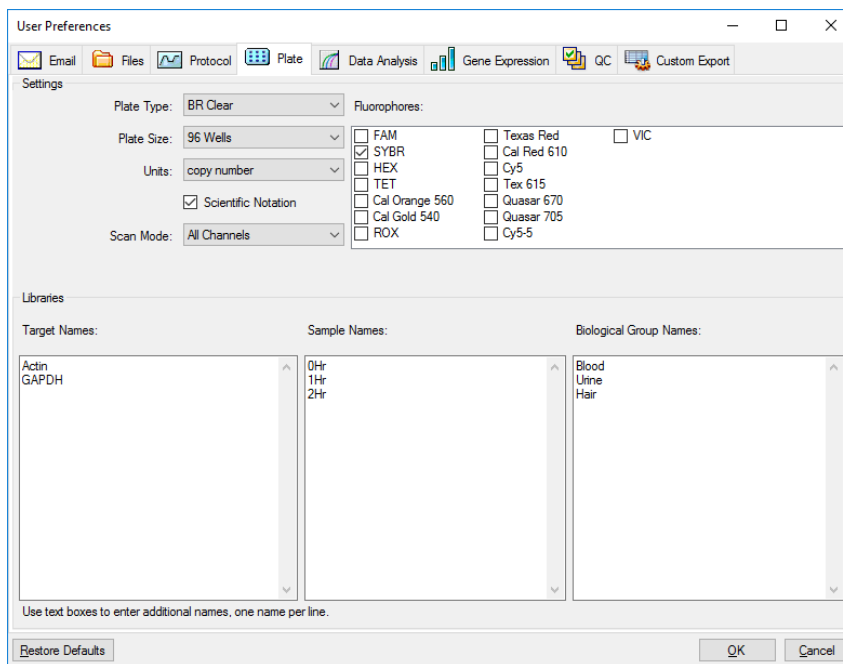 User Preferences
Email Files Protocol Plate Data Analysis Gene Expression QC Custom Export
Settings
Plate Type: BR Clear Fluorophores:
Plate Size: 96 Wells
Units: copy number
Scientific Notation
Scan Mode: All Channels
FAM Texas Red VIC
SYBR Cal Red 610
HEX Cy5
TET Tex 615
Cal Orange 560 Quasar 670
Cal Gold 540 Quasar 705
ROX Cy5-5
Libraries
Target Names: Sample Names: Biological Group Names:
Actin 0Hr Blood
GAPDH 1Hr Urine
2Hr Hair
Use text boxes to enter additional names, one name per line.
Restore Defaults OK Cancel